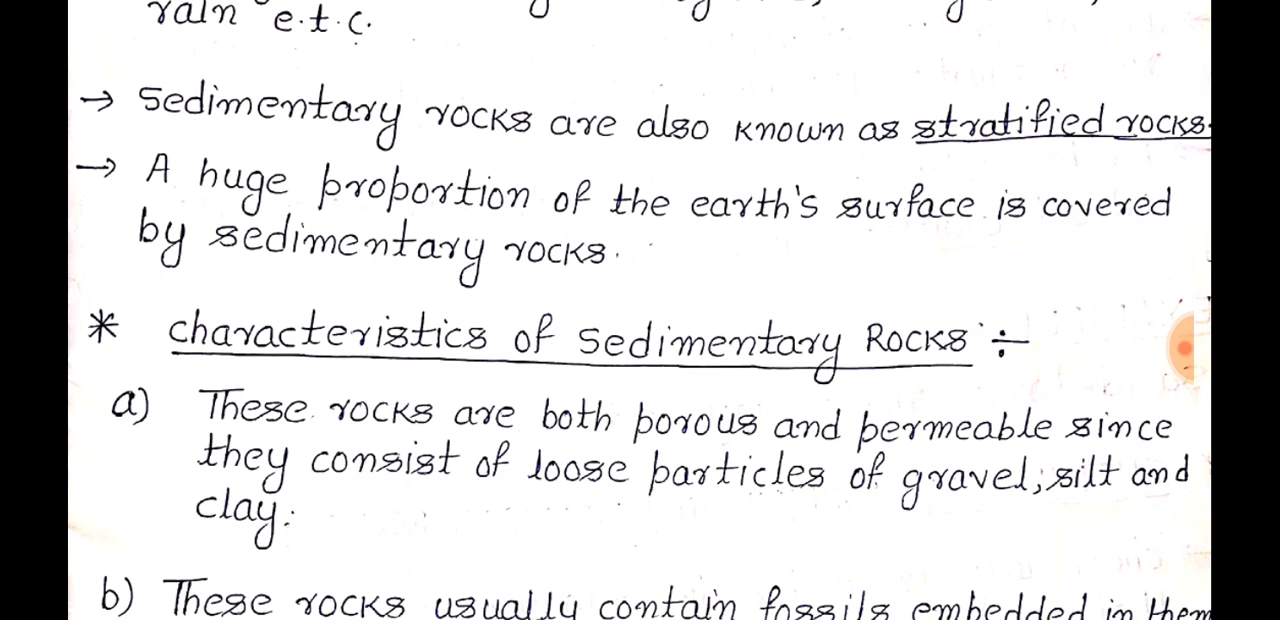 rain e.t.c.
→ Sedimentary rocks are also known as stratified rocks.
→ A huge proportion of the earth's surface is covered
by sedimentary rocks.
* characteristics of Sedimentary Rocks :-
a) These rocks are both porous and permeable since
they consist of loose particles of gravel, silt and
clay.
b) These rocks usually contain fossils embedded in them